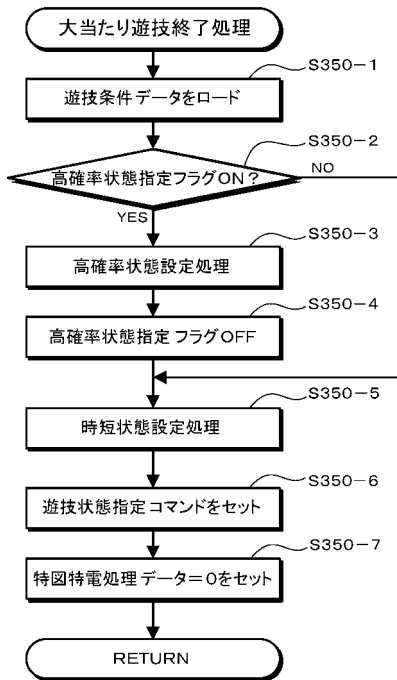 大当たり遊技終了処理
S350-1
遊技条件データをロード
S350-2
高確率状態指定フラグON?
NO
YES
S350-3
高確率状態設定処理
S350-4
高確率状態指定フラグOFF
S350-5
時短状態設定処理
S350-6
遊技状態指定コマンドをセット
S350-7
特図特電処理データ=0をセット
RETURN